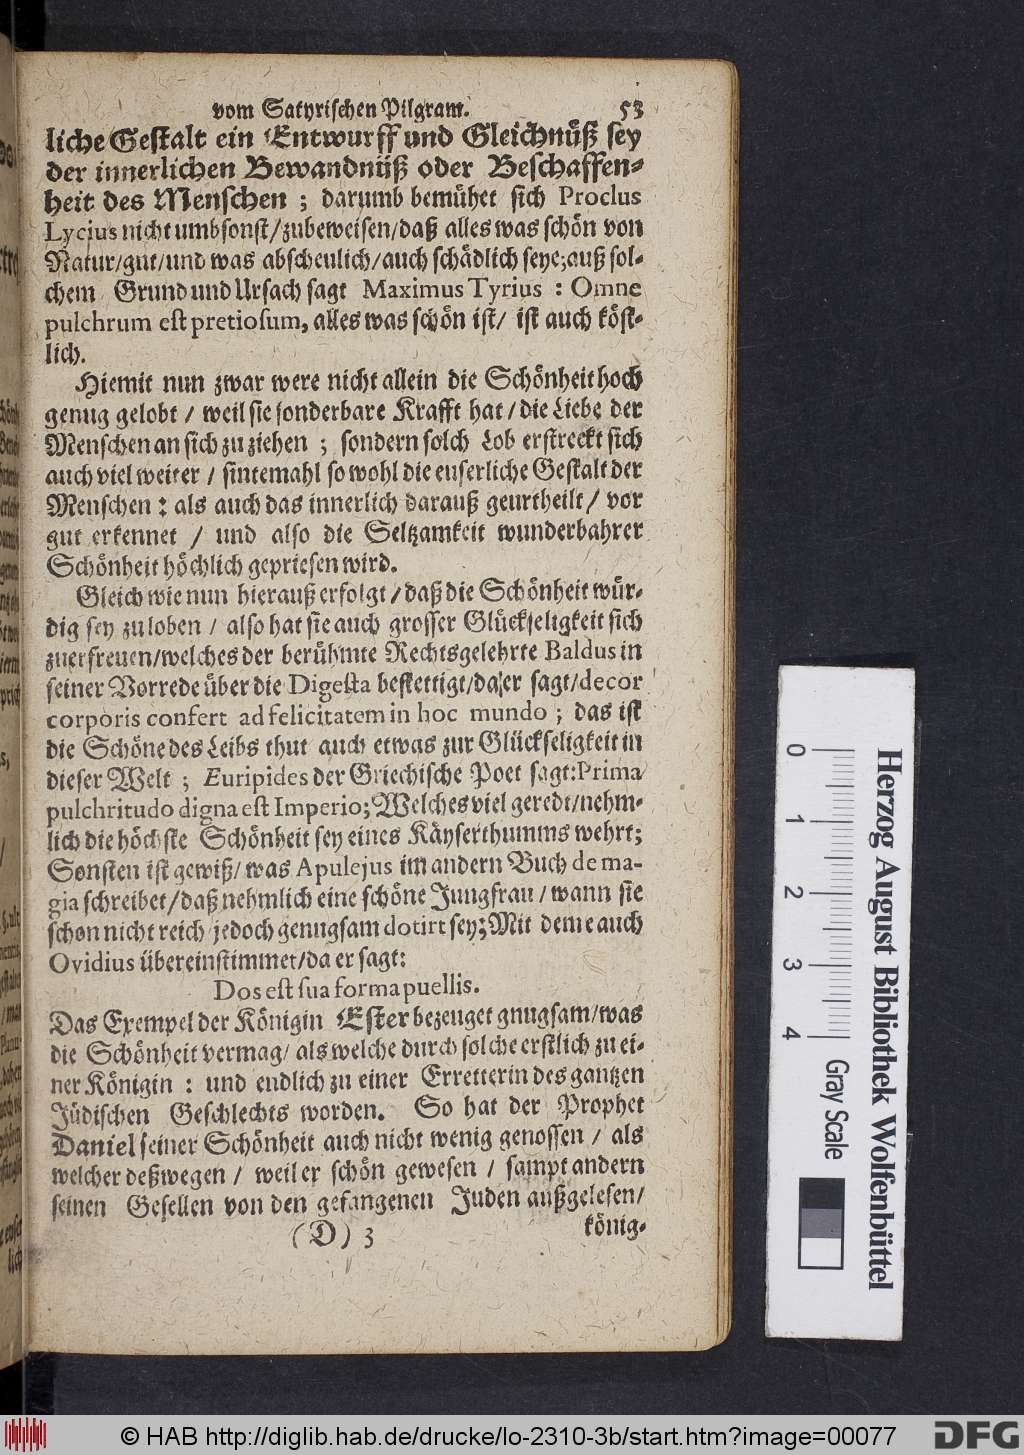 vom Satyrischen Pilgram. 53
liche Gestalt ein Entwurff und Gleichnüß sey
der innerlichen Bewandnüß oder Beschaffen-
heit des Menschen ; darumb bemühet sich Proclus
Lycius nicht umbsonst/zubeweisen/daß alles was schön von
Natur/gut/und was abscheulich/auch schädlich seye;auß sol-
chem Grund und Ursach sagt Maximus Tyrius : Omne
pulchrum est pretiosum, alles was schön ist/ ist auch köst-
lich.
Hiemit nun zwar were nicht allein die Schönheit hoch
genug gelobt / weil sie sonderbare Krafft hat / die Liebe der
Menschen an sich zu ziehen ; sondern solch Lob erstreckt sich
auch viel weiter / sintemahl so wohl die euserliche Gestalt der
Menschen : als auch das innerlich darauß geurtheilt / vor
gut erkennet / und also die Seltzamkeit wunderbahrer
Schönheit höchlich gepriesen wird.
Gleich wie nun hierauß erfolgt / daß die Schönheit wür-
dig sey zu loben / also hat sie auch grosser Glückseligkeit sich
zuerfreuen/welches der berühmte Rechtsgelehrte Baldus in
seiner Vorrede über die Digesta bestettigt/da er sagt/decor
corporis confert ad felicitatem in hoc mundo ; das ist
die Schöne des Leibs thut auch etwas zur Glückseligkeit in
dieser Welt ; Euripides der Griechische Poet sagt:Prima
pulchritudo digna est Imperio; Welches viel geredt/nehm-
lich die höchste Schönheit sey eines Käyserthumms wehrt;
Sonsten ist gewiß/ was Apulejus im andern Buch de ma-
gia schreibet/daß nehmlich eine schöne Jungfrau / wann sie
schon nicht reich/jedoch genugsam dotirt sey; Mit deme auch
Ovidius übereinstimmet/da er sagt:
Dos est sua forma puellis.
Das Exempel der Königin Ester bezeuget gnugsam/was
die Schönheit vermag/ als welche durch solche erstlich zu ei-
ner Königin : und endlich zu einer Erretterin des gantzen
Jüdischen Geschlechts worden. So hat der Prophet
Daniel seiner Schönheit auch nicht wenig genossen / als
welcher deßwegen / weil er schön gewesen / sampt andern
seinen Gesellen von den gefangenen Juden außgelesen/
(D) 3 könig-
0 1 2 3 4
Herzog August Bibliothek Wolfenbüttel
Gray Scale
© HAB http://diglib.hab.de/drucke/lo-2310-3b/start.htm?image=00077
DFG